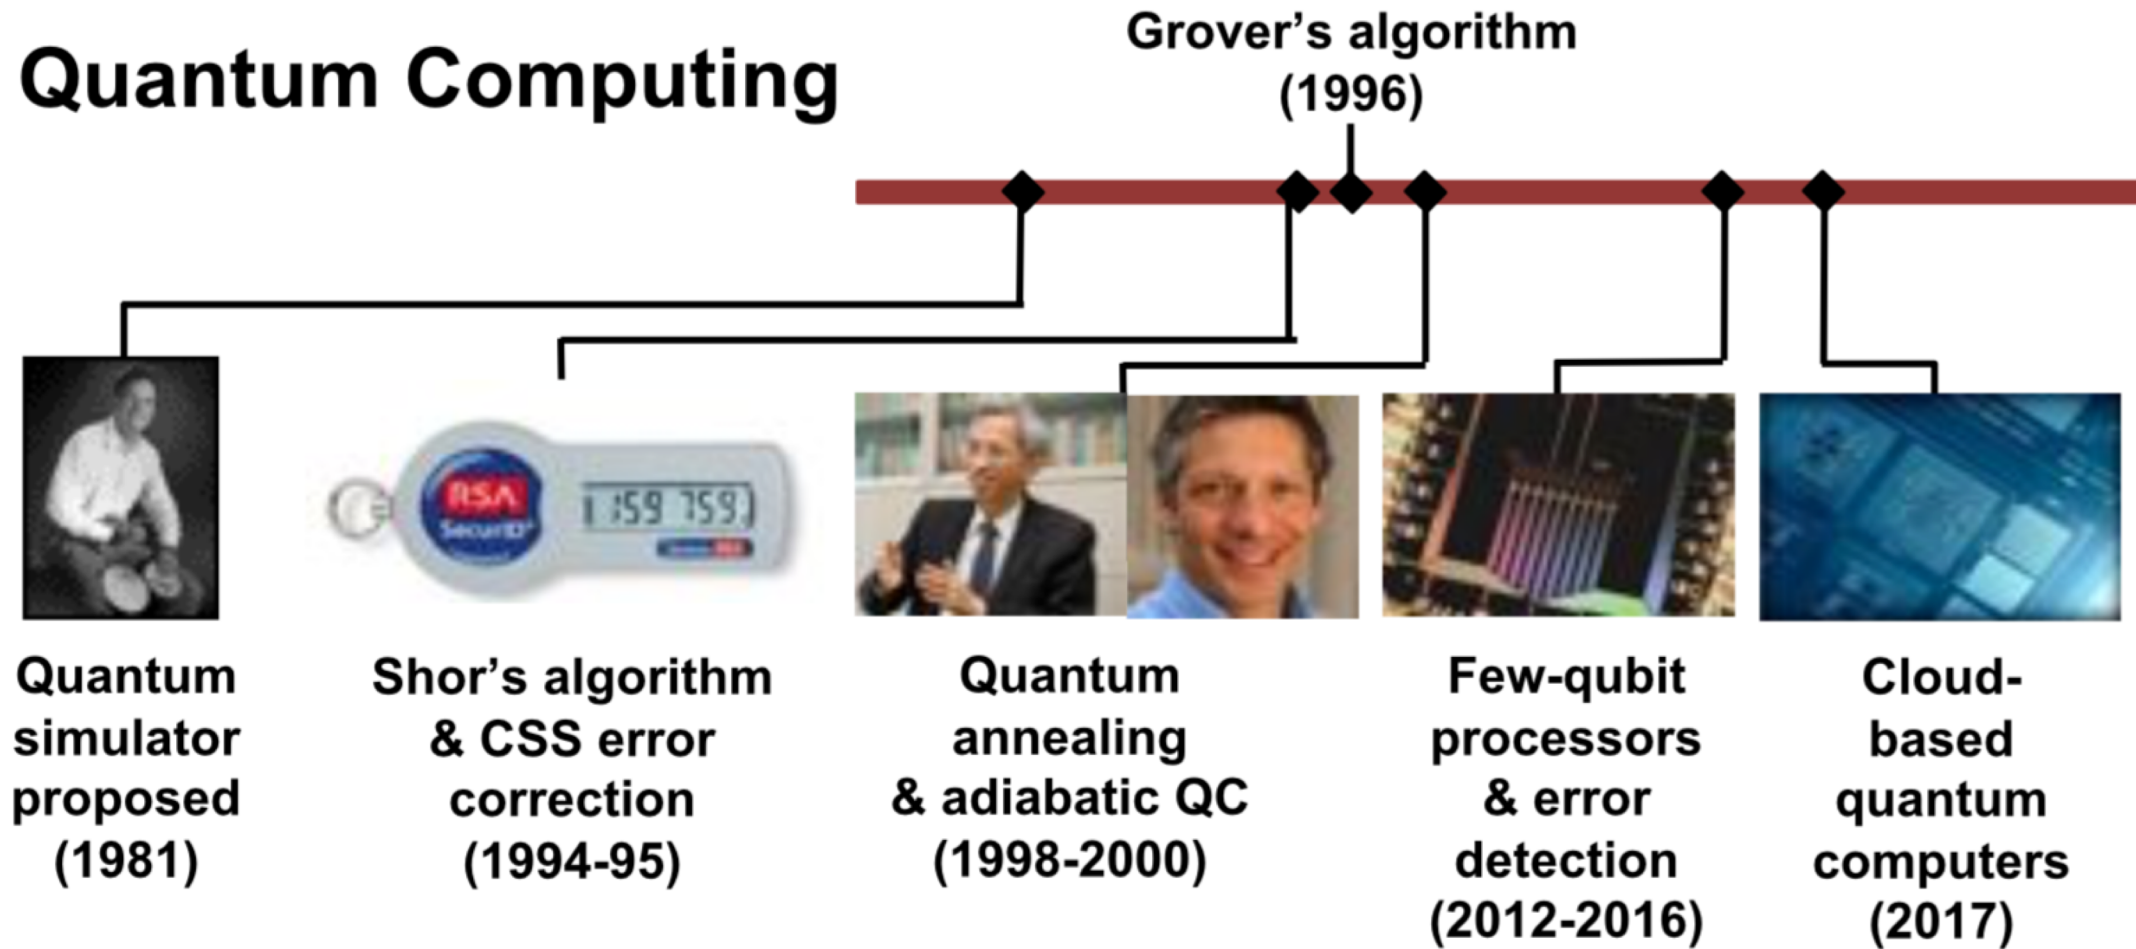 Quantum Computing
Grover's algorithm
(1996)
RSA
SecurID
159 759
Quantum
simulator
proposed
(1981)
Shor's algorithm
& CSS error
correction
(1994-95)
Quantum
annealing
& adiabatic QC
(1998-2000)
Few-qubit
processors
& error
detection
(2012-2016)
Cloud-
based
quantum
computers
(2017)